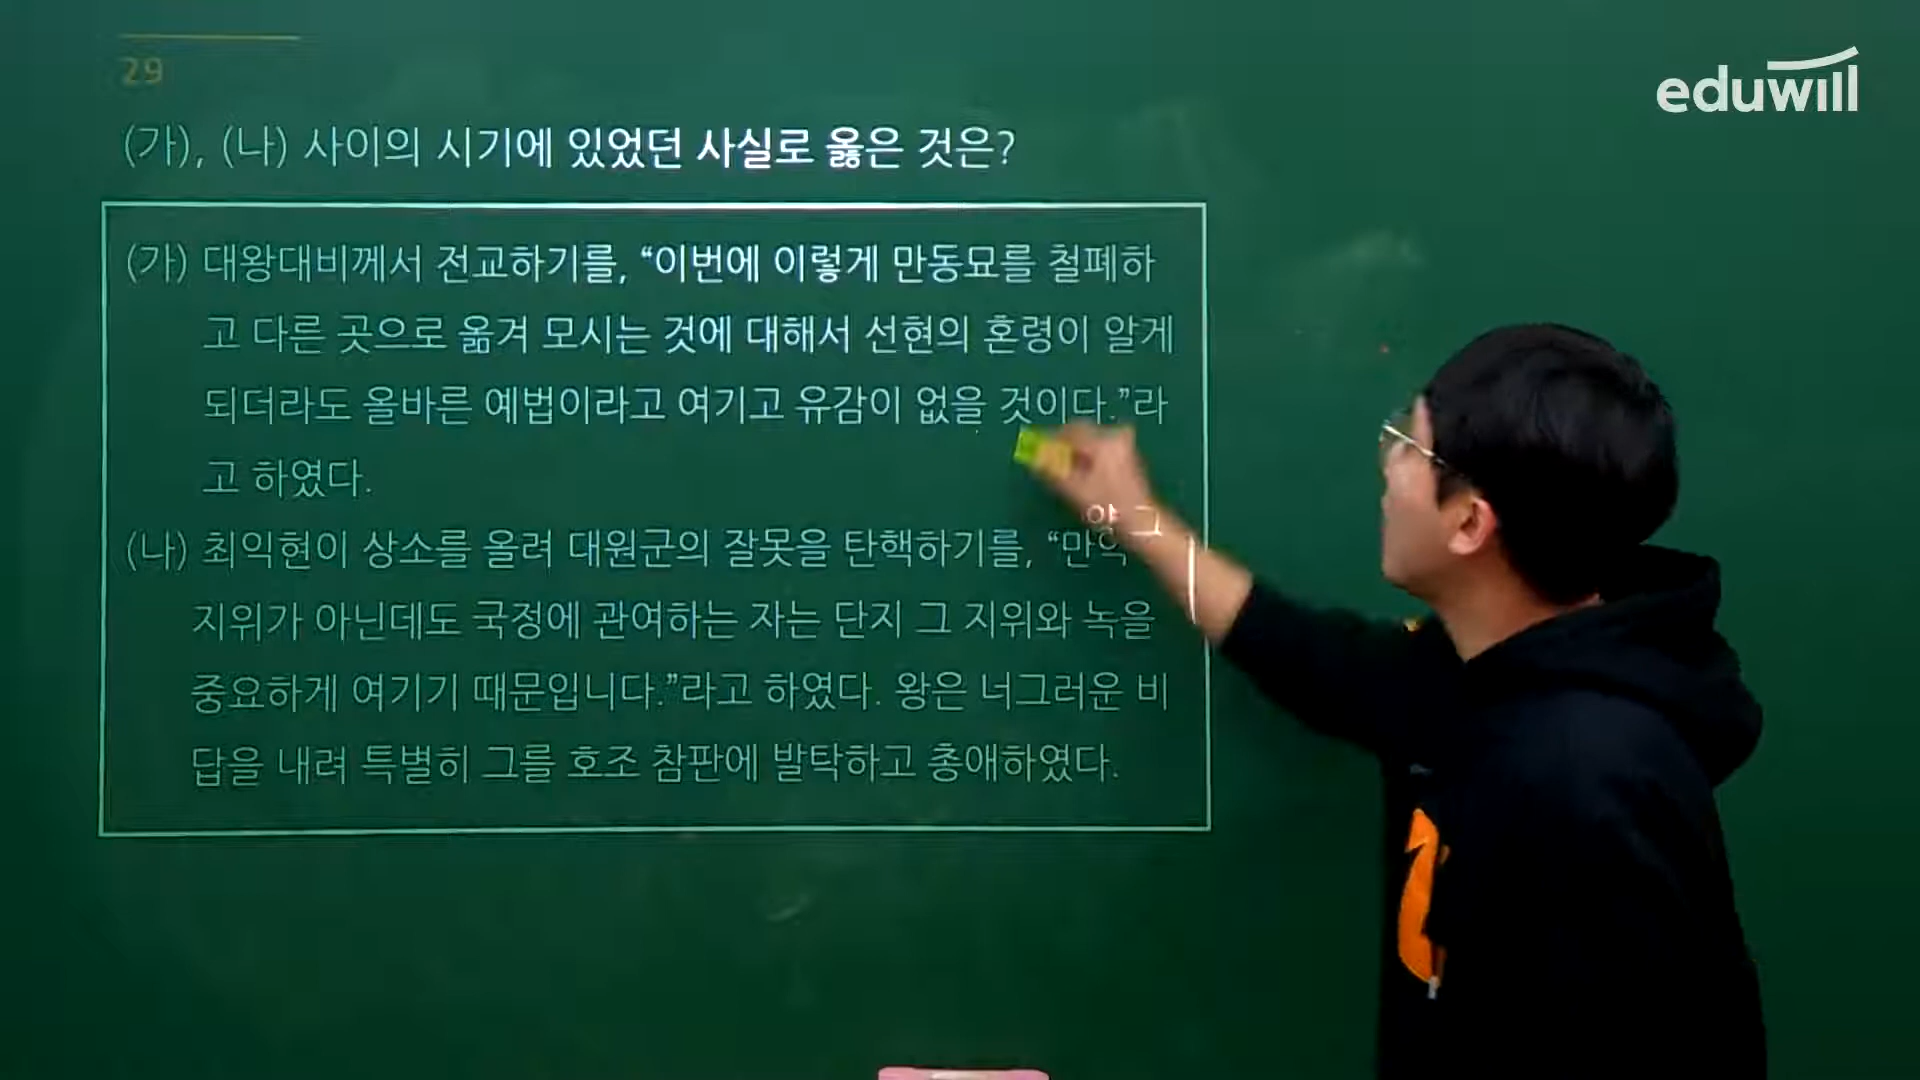 29
eduwill
(가), (나) 사이의 시기에 있었던 사실로 옳은 것은?
(가) 대왕대비께서 전교하기를, “이번에 이렇게 만동묘를 철폐하
고 다른 곳으로 옮겨 모시는 것에 대해서 선현의 혼령이 알게
되더라도 올바른 예법이라고 여기고 유감이 없을 것이다.”라
고 하였다.
(나) 최익현이 상소를 올려 대원군의 잘못을 탄핵하기를, “만약 그
지위가 아닌데도 국정에 관여하는 자는 단지 그 지위와 녹을
중요하게 여기기 때문입니다.”라고 하였다. 왕은 너그러운 비
답을 내려 특별히 그를 호조 참판에 발탁하고 총애하였다.